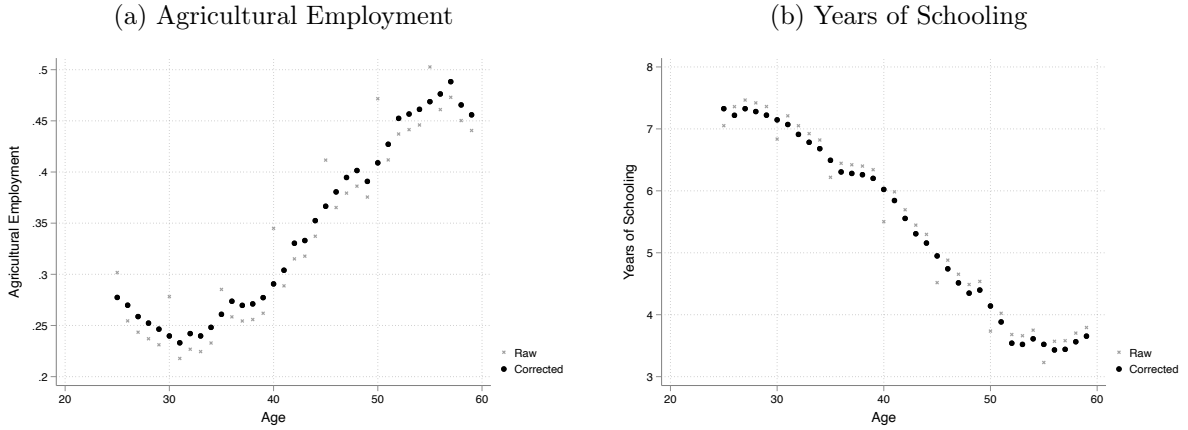 (a) Agricultural Employment
.5
.45
.4
.35
.3
.25
.2
Agricultural Employment
20
30
40
50
60
Age
Raw
Corrected
(b) Years of Schooling
8
7
6
5
4
3
Years of Schooling
20
30
40
50
60
Age
Raw
Corrected